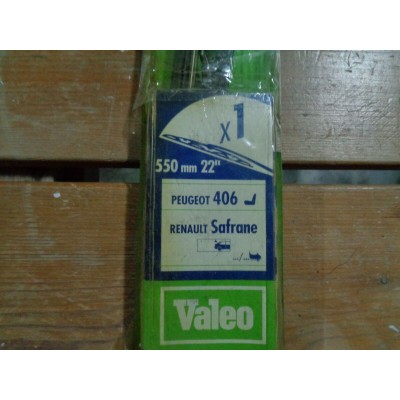 x1
550 mm 22"
PEUGEOT 406
RENAULT Safrane
Valeo